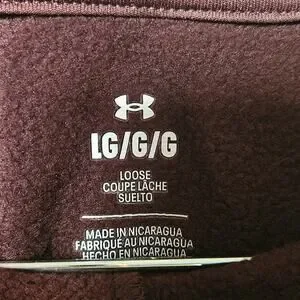 LG/G/G
LOOSE
COUPE LÂCHE
SUELTO
MADE IN NICARAGUA
FABRIQUÉ AU NICARAGUA
HECHO EN NICARAGUA